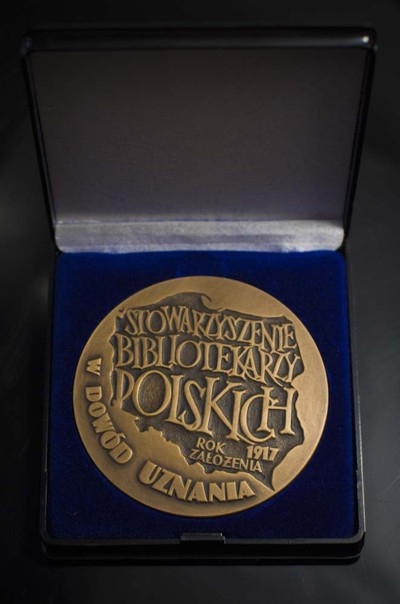 STOWARZYSZENIE
BIBLIOTEKARZY
POLSKICH
ROK 1917
ZAŁOŻENIA
W DOWÓD UZNANIA